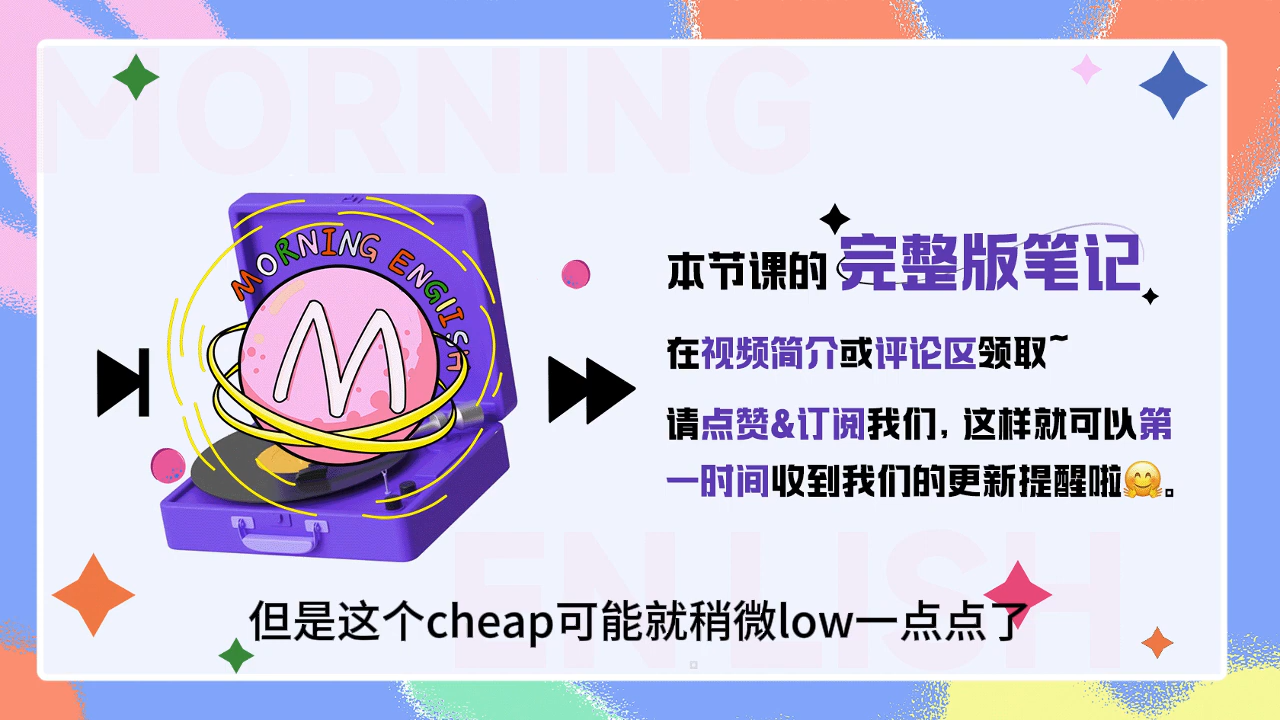 MORNING
MORNING ENGlISH
M
本节课的 完整版笔记
在视频简介或评论区领取~
请点赞&订阅我们,这样就可以第
一时间收到我们的更新提醒啦🤗。
EN LISH
但是这个cheap可能就稍微low一点点了